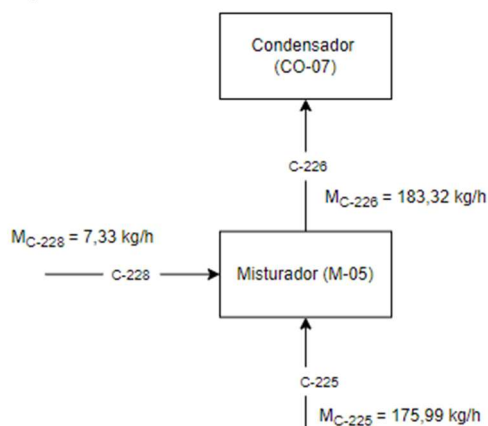 Condensador
(CO-07)
C-226
MC-226 = 183,32 kg/h
MC-228 = 7,33 kg/h
C-228
Misturador (M-05)
C-225
MC-225 = 175,99 kg/h